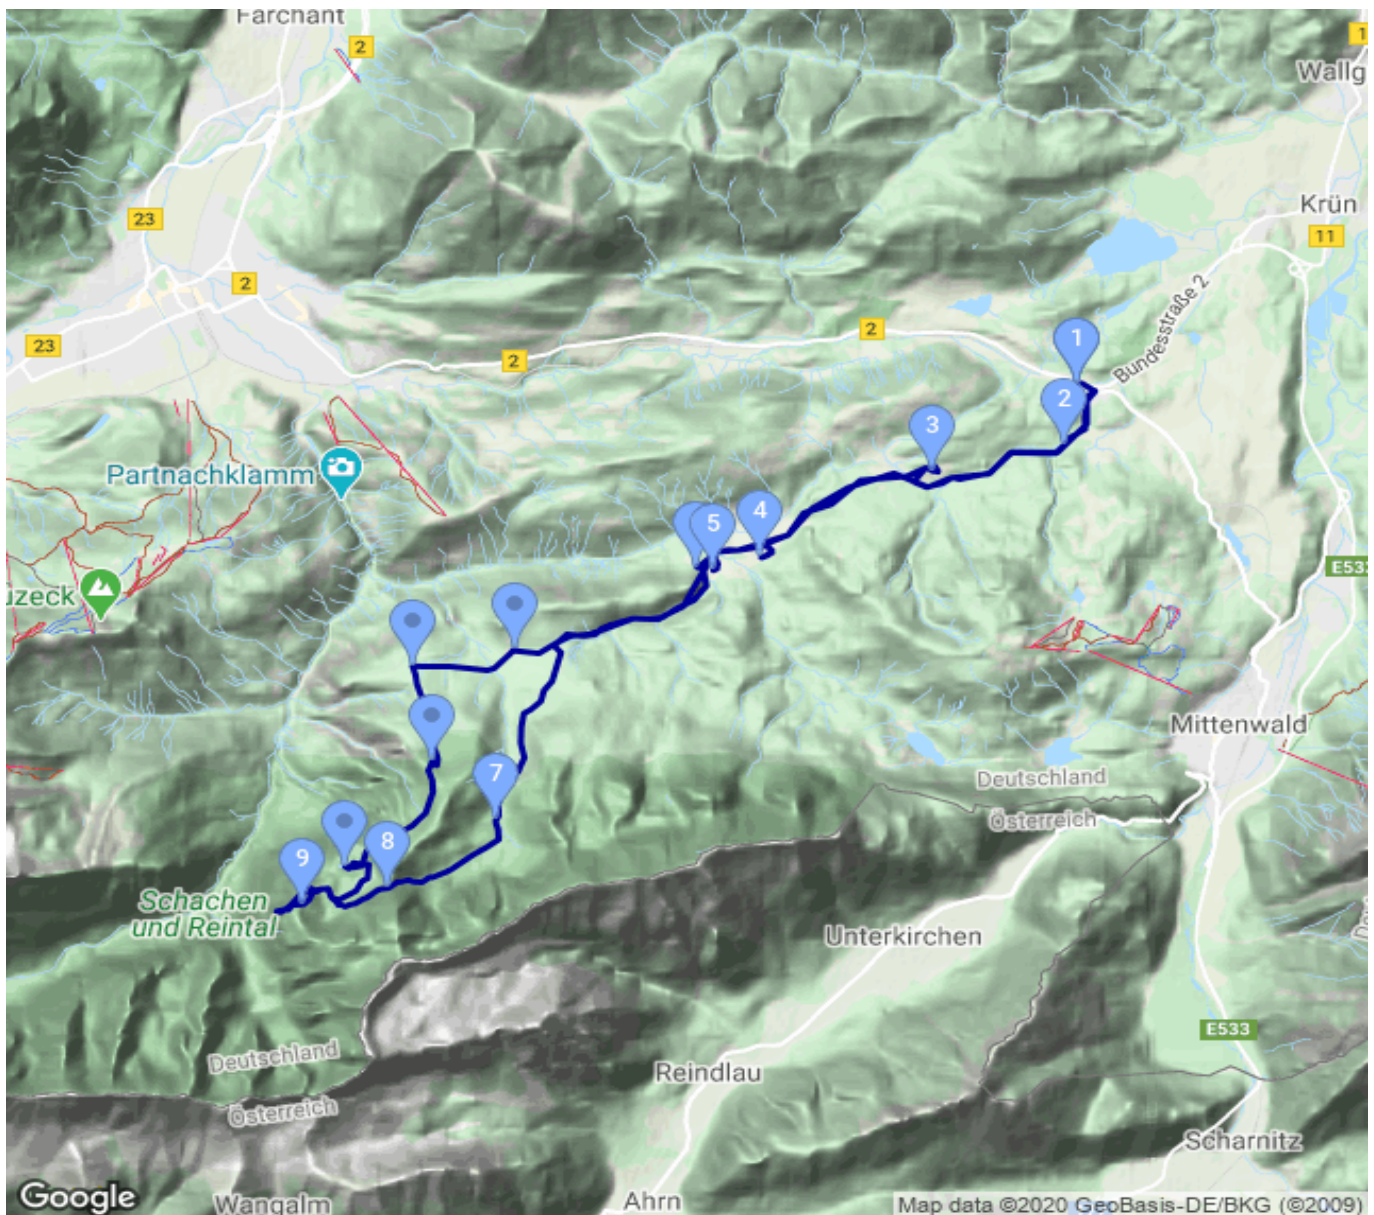 Farchant
2
1
Wallg
23
Krün
11
2
Bundesstraße 2
2
23
2
1
2
3
Partnachklamm
4
5
E533
uzeck
Mittenwald
7
Deutschland
Österreich
8
9
Schachen
und Reintal
Unterkirchen
E533
Deutschland
Reindlau
Österreich
Scharnitz
Google
Wangalm
Ahrn
Map data ©2020 GeoBasis-DE/BKG (©2009)